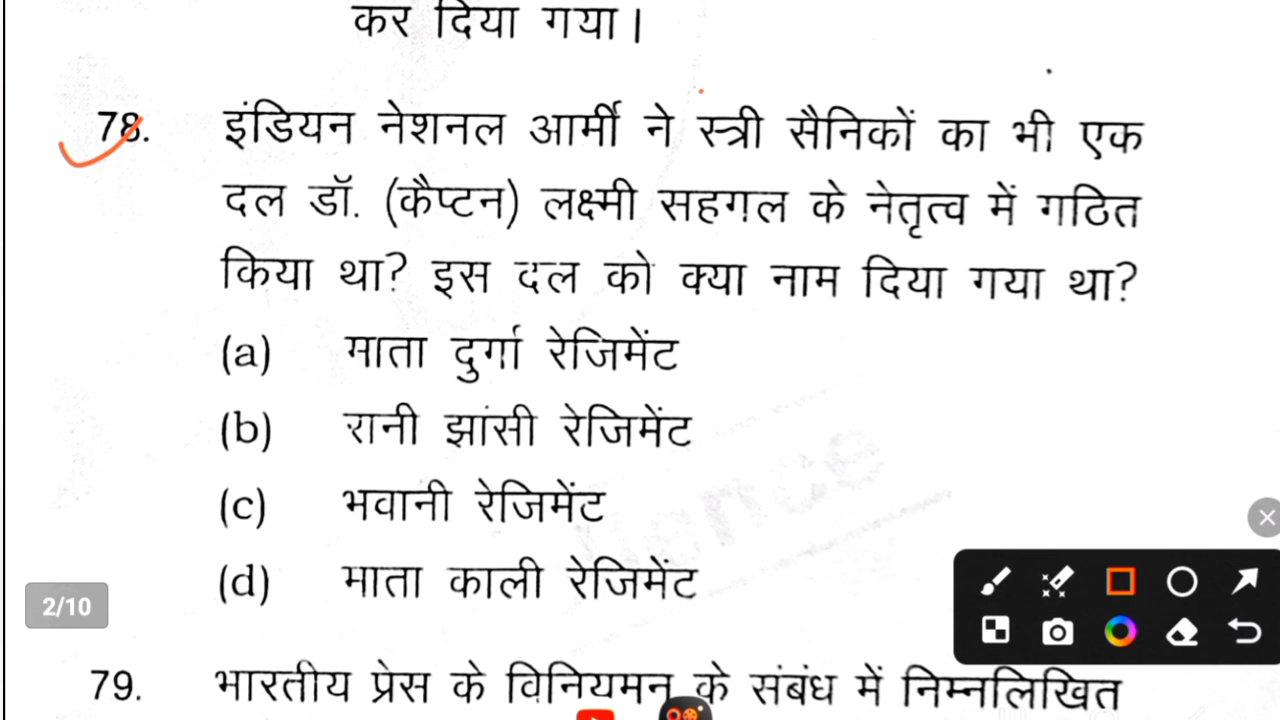 कर दिया गया।
78. इंडियन नेशनल आर्मी ने स्त्री सैनिकों का भी एक
दल डॉ. (कैप्टन) लक्ष्मी सहगल के नेतृत्व में गठित
किया था? इस दल को क्या नाम दिया गया था?
(a) माता दुर्गा रेजिमेंट
(b) रानी झांसी रेजिमेंट
(c) भवानी रेजिमेंट
(d) माता काली रेजिमेंट
2/10
79. भारतीय प्रेस के विनियमन के संबंध में निम्नलिखित